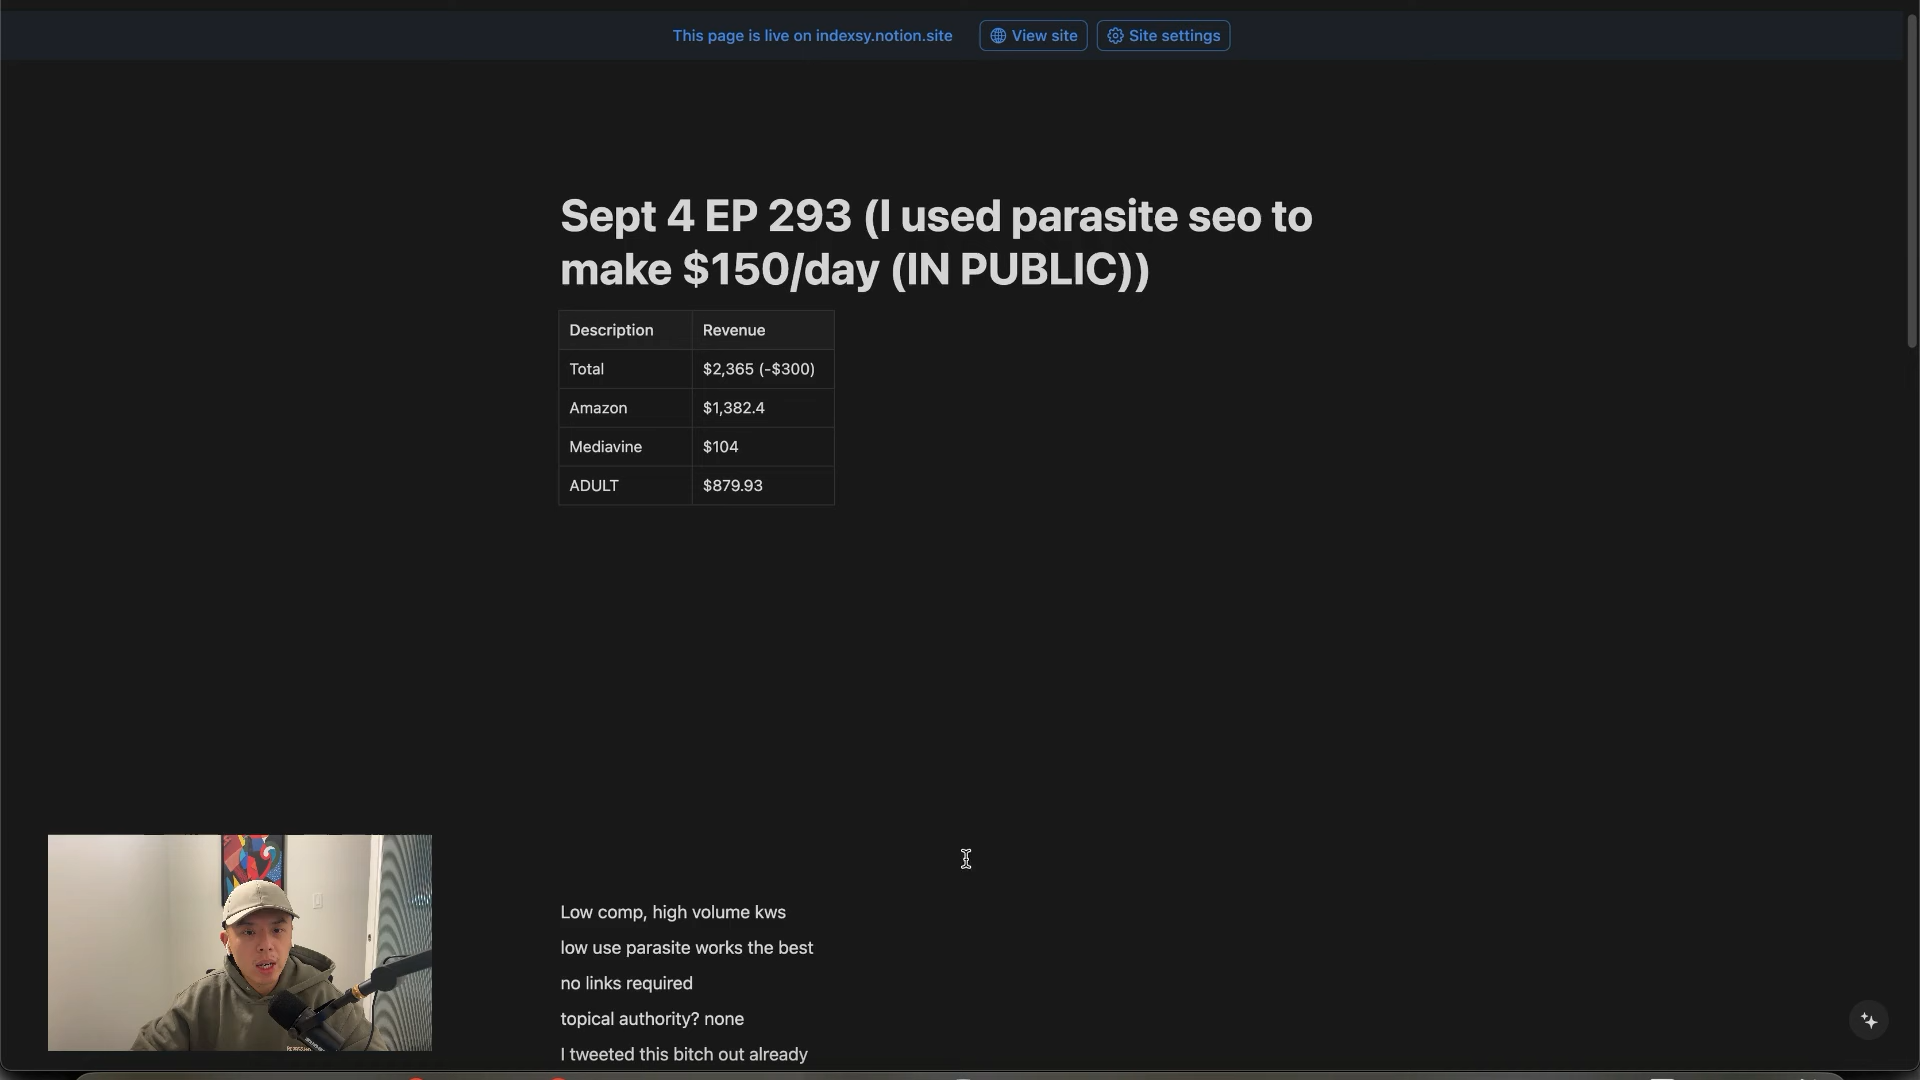 This page is live on indexsy.notion.site View site Site settings
Sept 4 EP 293 (I used parasite seo to
make $150/day (IN PUBLIC))
Description Revenue
Total $2,365 (-$300)
Amazon $1,382.4
Mediavine $104
ADULT $879.93
Low comp, high volume kws
low use parasite works the best
no links required
topical authority? none
I tweeted this bitch out already